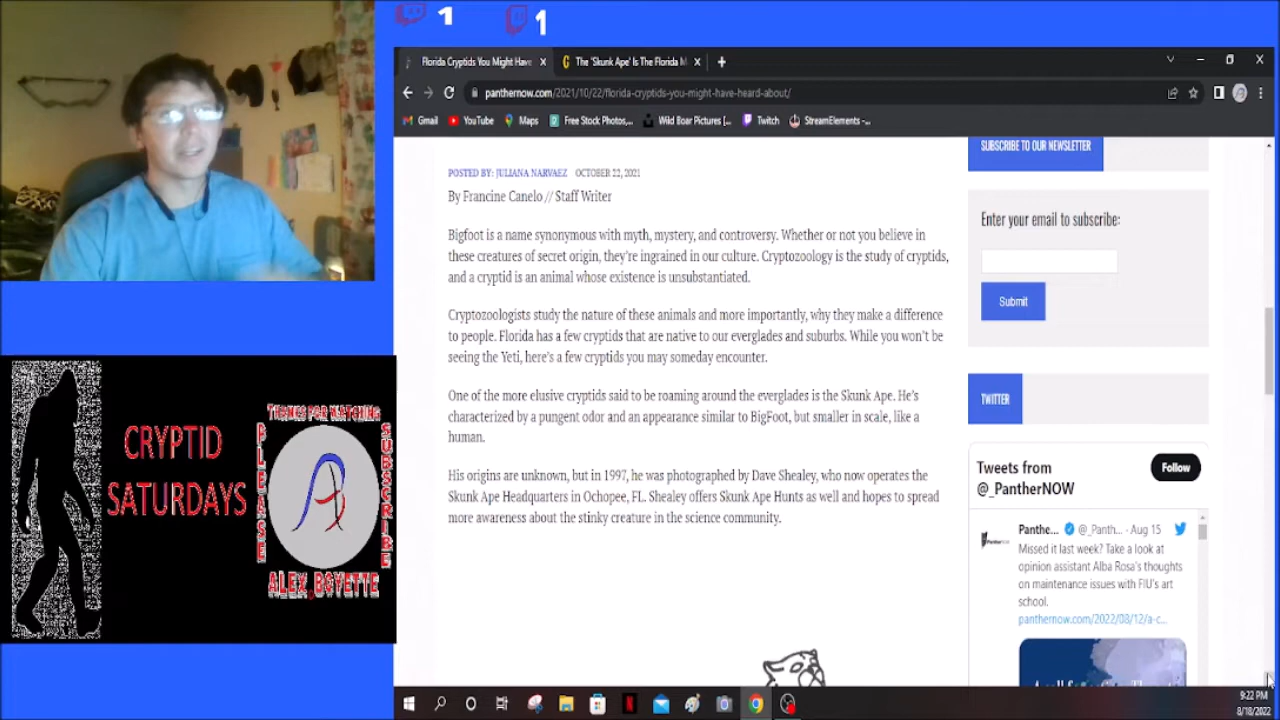 1
1
Florida Cryptids You Might Have
The 'Skunk Ape' Is The Florida M
panthernow.com/2021/10/22/florida-cryptids-you-might-have-heard-about/
Gmail
YouTube
Maps
Free Stock Photos,...
Wild Boar Pictures [...
Twitch
StreamElements -...
POSTED BY: JULIANA NARVAEZ OCTOBER 22, 2021
By Francine Canelo // Staff Writer
Bigfoot is a name synonymous with myth, mystery, and controversy. Whether or not you believe in
these creatures of secret origin, they're ingrained in our culture. Cryptozoology is the study of cryptids,
and a cryptid is an animal whose existence is unsubstantiated.
Cryptozoologists study the nature of these animals and more importantly, why they make a difference
to people. Florida has a few cryptids that are native to our everglades and suburbs. While you won't be
seeing the Yeti, here's a few cryptids you may someday encounter.
One of the more elusive cryptids said to be roaming around the everglades is the Skunk Ape. He's
characterized by a pungent odor and an appearance similar to BigFoot, but smaller in scale, like a
human.
His origins are unknown, but in 1997, he was photographed by Dave Shealey, who now operates the
Skunk Ape Headquarters in Ochopee, FL. Shealey offers Skunk Ape Hunts as well and hopes to spread
more awareness about the stinky creature in the science community.
SUBSCRIBE TO OUR NEWSLETTER
Enter your email to subscribe:
Submit
TWITTER
Tweets from
@_PantherNOW
Follow
Panthe... @_Panth... · Aug 15
Missed it last week? Take a look at
opinion assistant Alba Rosa's thoughts
on maintenance issues with FIU's art
school.
panthernow.com/2022/08/12/a-c...
CRYPTID
SATURDAYS
THANKS FOR WATCHING
PLEASE
SUBSCRIBE
ALEX BOYETTE
9:22 PM
8/18/2022